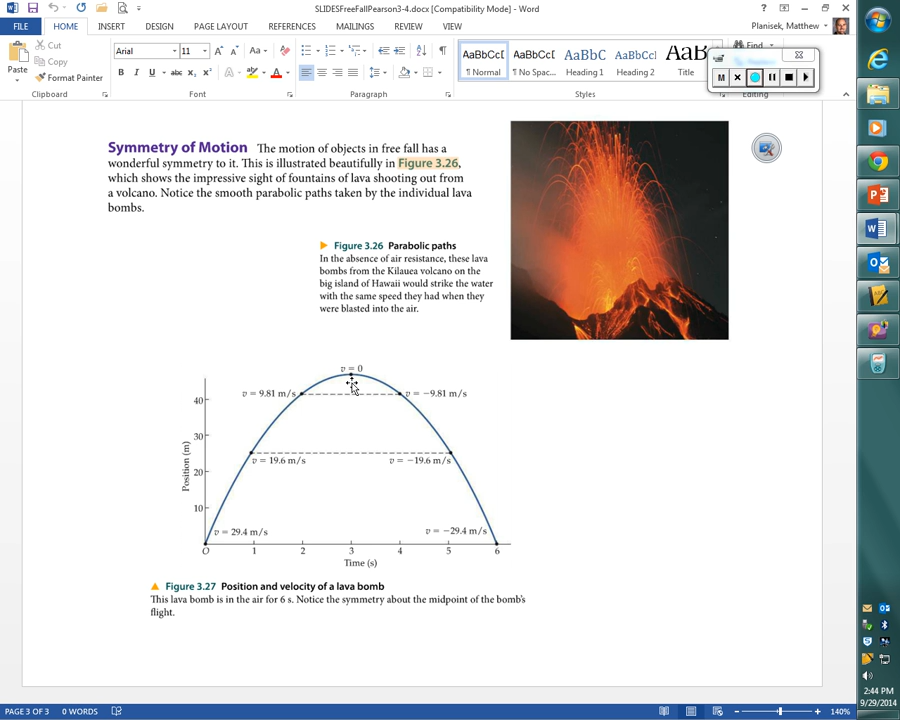 SLIDESFreeFallPearson3-4.docx [Compatibility Mode] - Word
FILE HOME INSERT DESIGN PAGE LAYOUT REFERENCES MAILINGS REVIEW VIEW Planisek, Matthew
Paste
Cut
Copy
Format Painter
Arial 11
AaBbCcI ¶ Normal
AaBbCcI ¶ No Spac...
AaBbC Heading 1
AaBbCcl Heading 2
AaB Title
Find
Clipboard Font Paragraph Styles Editing
Symmetry of Motion The motion of objects in free fall has a
wonderful symmetry to it. This is illustrated beautifully in Figure 3.26,
which shows the impressive sight of fountains of lava shooting out from
a volcano. Notice the smooth parabolic paths taken by the individual lava
bombs.
Figure 3.26 Parabolic paths
In the absence of air resistance, these lava
bombs from the Kilauea volcano on the
big island of Hawaii would strike the water
with the same speed they had when they
were blasted into the air.
v = 0
v = 9.81 m/s v = −9.81 m/s
v = 19.6 m/s v = −19.6 m/s
v = 29.4 m/s v = −29.4 m/s
Position (m)
40
30
20
10
O 1 2 3 4 5 6
Time (s)
Figure 3.27 Position and velocity of a lava bomb
This lava bomb is in the air for 6 s. Notice the symmetry about the midpoint of the bomb's
flight.
PAGE 3 OF 3 0 WORDS 140%
2:44 PM
9/29/2014